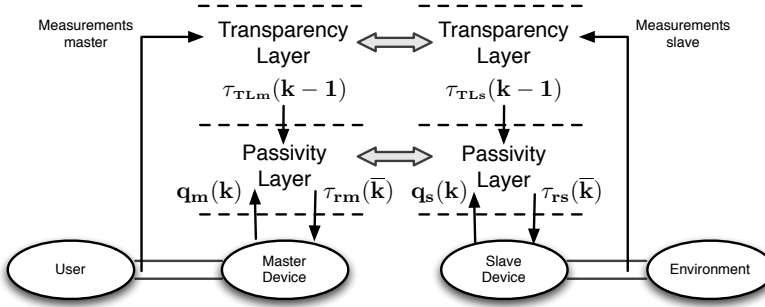 Measurements
master
Transparency
Layer
Transparency
Layer
Measurements
slave
τTLm(k − 1)
τTLs(k − 1)
Passivity
Layer
Passivity
Layer
qm(k)
τrm(k̅)
qs(k)
τrs(k̅)
User
Master
Device
Slave
Device
Environment